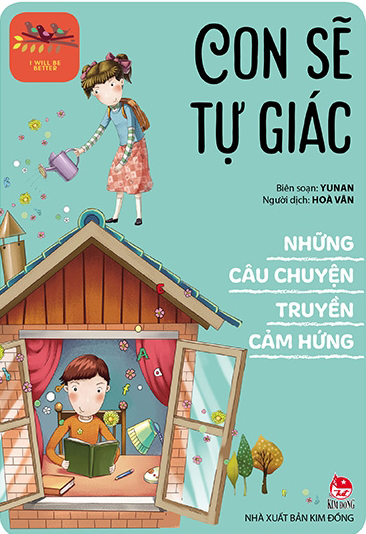 I WILL BE
BETTER
CON SẼ
TỰ GIÁC
Biên soạn: YUNAN
Người dịch: HOÀ VÂN
NHỮNG
CÂU CHUYỆN
TRUYỀN
CẢM HỨNG
KIM ĐỒNG
NHÀ XUẤT BẢN KIM ĐỒNG